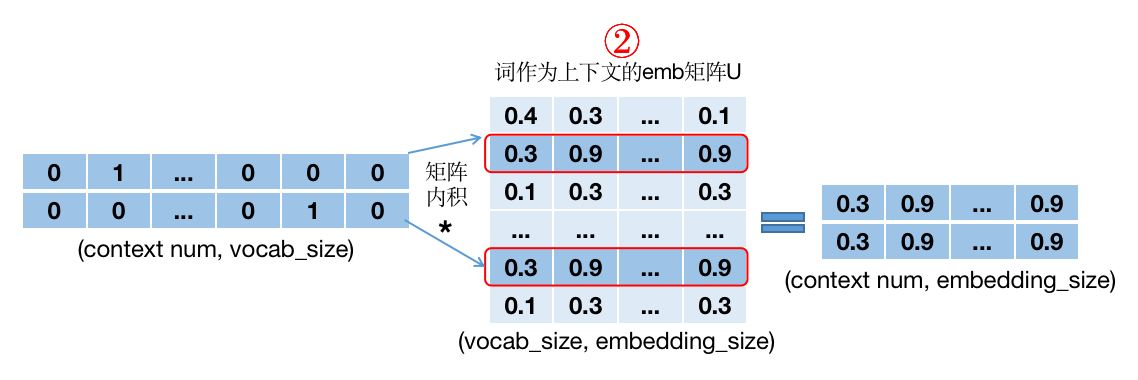 ②
词作为上下文的emb矩阵U
0.4 0.3 ... 0.1
0.3 0.9 ... 0.9
0.1 0.3 ... 0.3
... ... ... ...
0.3 0.9 ... 0.9
0.1 0.3 ... 0.3
(vocab_size, embedding_size)
0 1 ... 0 0 0
0 0 ... 0 1 0
(context num, vocab_size)
矩阵
内积
*
0.3 0.9 ... 0.9
0.3 0.9 ... 0.9
(context num, embedding_size)